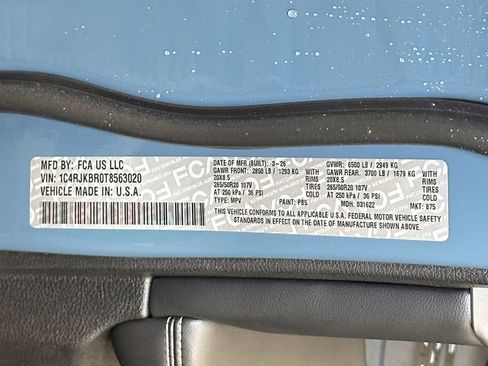 MFD BY: FCA US LLC
VIN: 1C4RJKBR0T8563020
VEHICLE MADE IN: U.S.A.
DATE OF MFR (BUILT): 3-26
GAWR FRONT: 2850 LB / 1293 KG WITH
20X8.5 RIMS
265/50R20 107V TIRES
AT 250 kPA / 36 PSI COLD
TYPE: MPV
PAINT: PB5
GVWR: 6500 LB / 2949 KG
GAWR REAR: 3700 LB / 1679 KG WITH
20X8.5 RIMS
265/50R20 107V TIRES
AT 250 kPA / 36 PSI COLD
MDH: 031622
MKT: 875
THIS VEHICLE CONFORMS TO ALL APPLICABLE U.S.A. FEDERAL MOTOR VEHICLE SAFETY
STANDARDS IN EFFECT ON THE DATE OF MANUFACTURE SHOWN ABOVE.